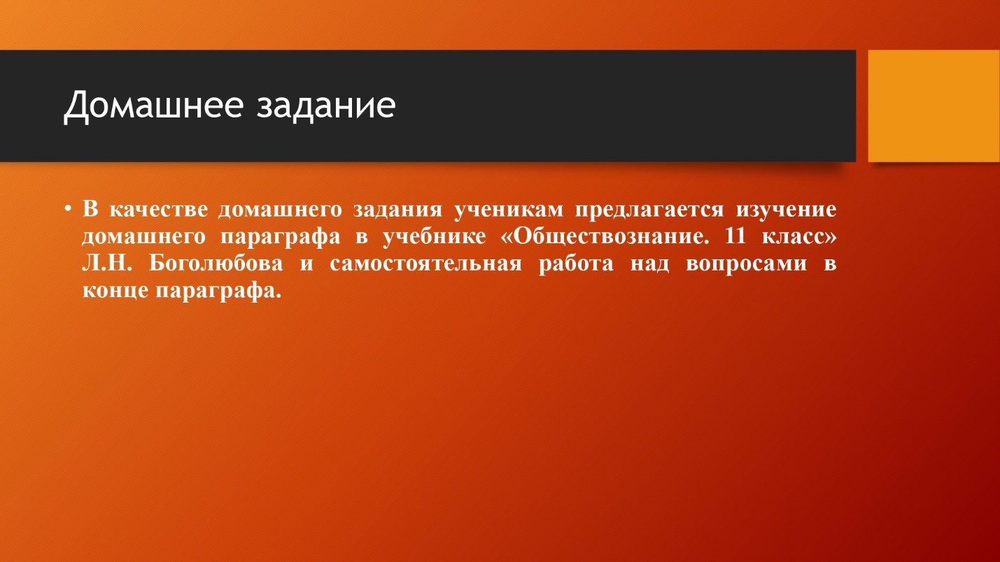 Домашнее задание
• В качестве домашнего задания ученикам предлагается изучение
домашнего параграфа в учебнике «Обществознание. 11 класс»
Л.Н. Боголюбова и самостоятельная работа над вопросами в
конце параграфа.